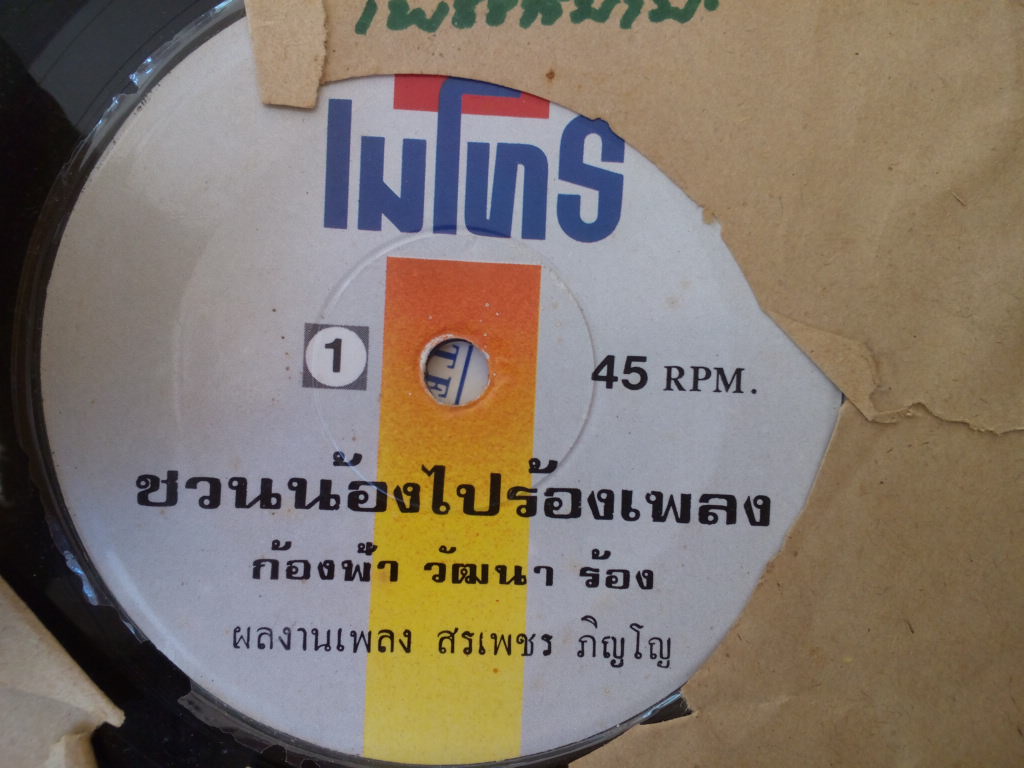 ไมโทร
1
45 RPM.
TE
ชวนน้องไปร้องเพลง
ก้องฟ้า วัฒนา ร้อง
ผลงานเพลง สรเพชร ภิญโญ